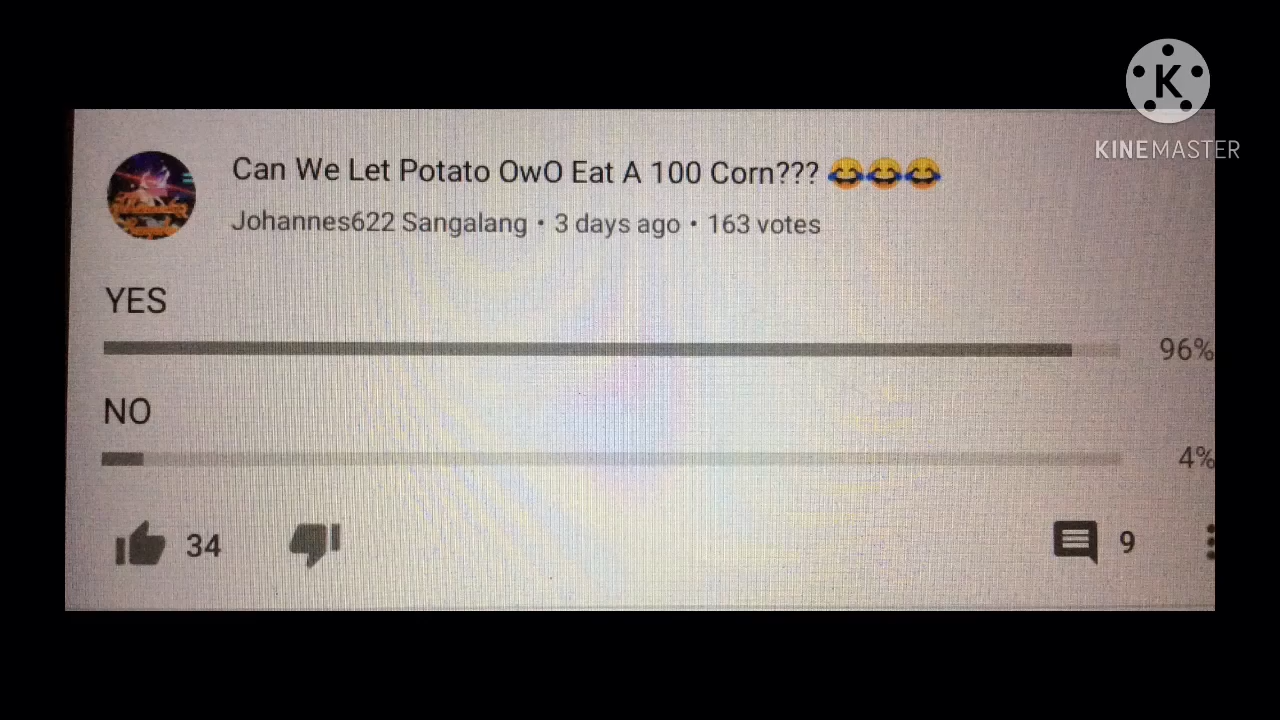 K
KINEMASTER
Can We Let Potato OwO Eat A 100 Corn??? 😂😂😂
Johannes622 Sangalang • 3 days ago • 163 votes
YES
96%
NO
4%
34
9